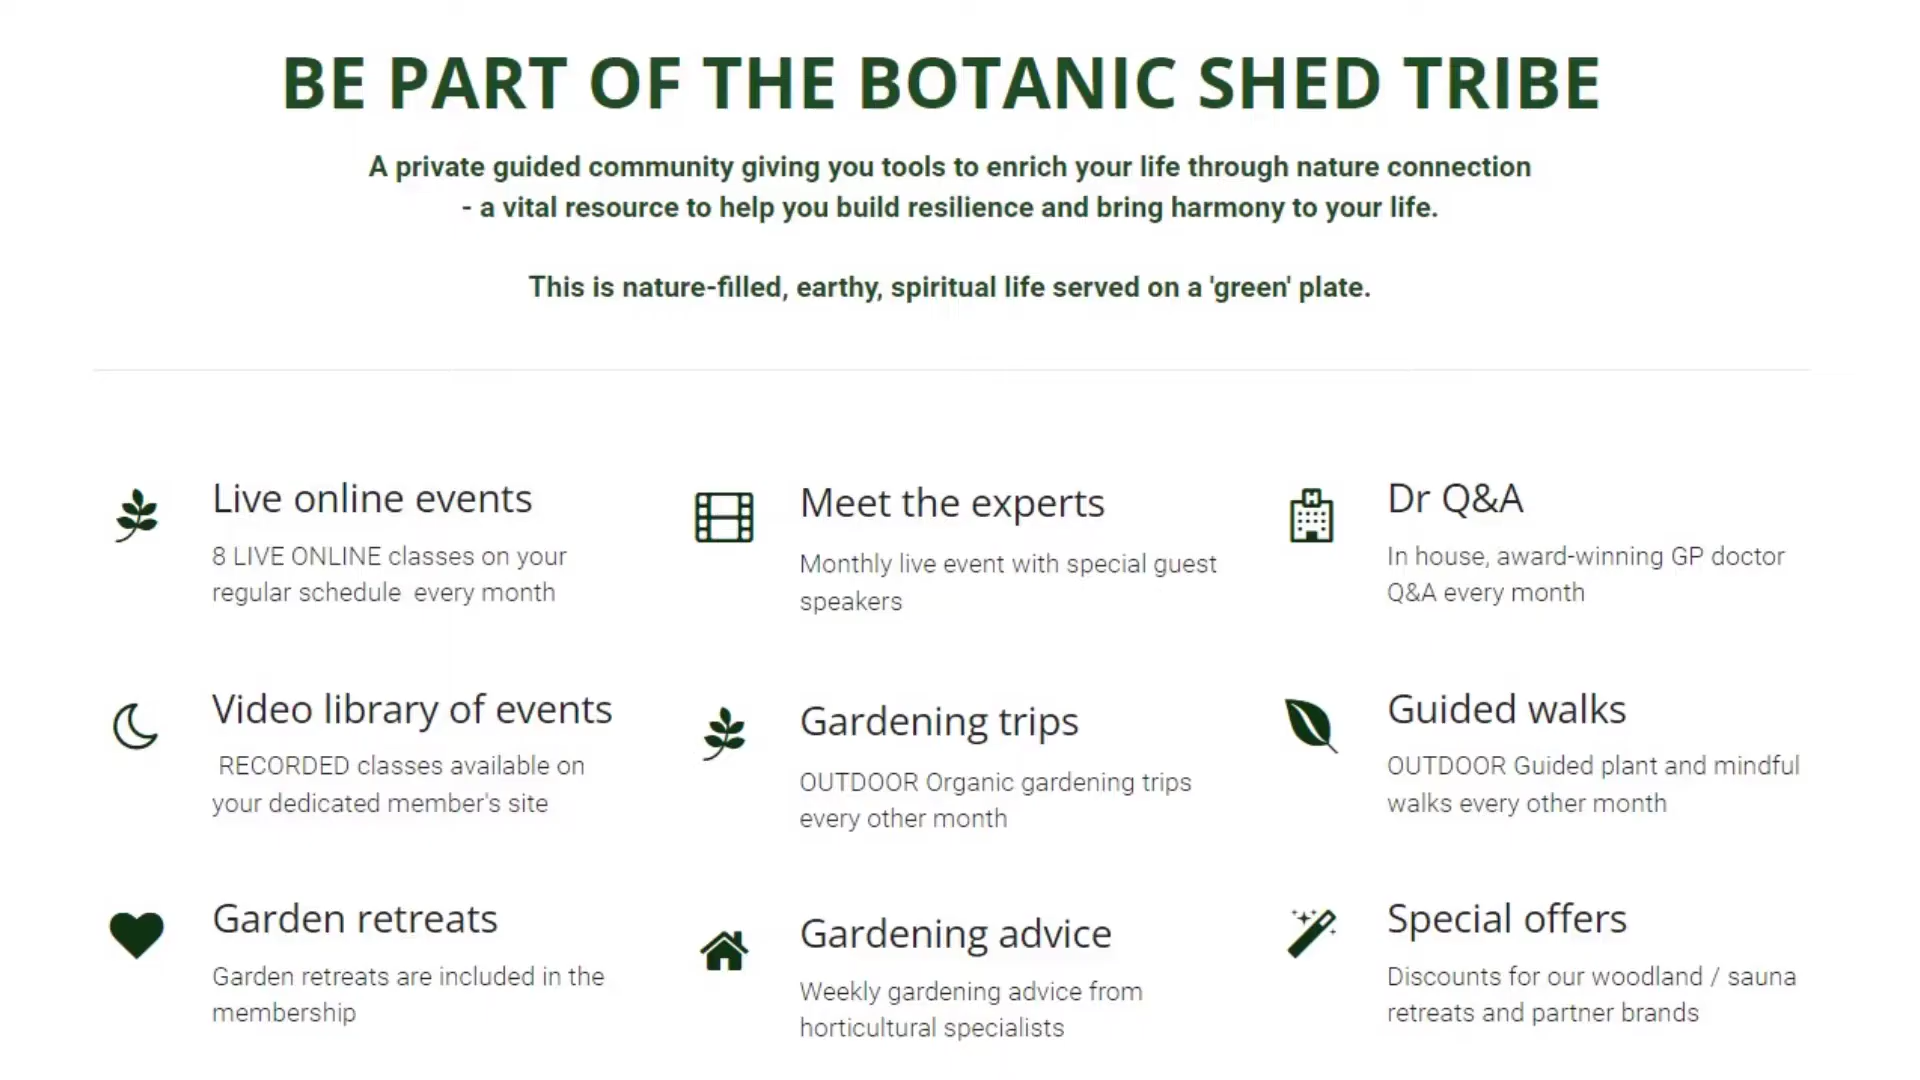 BE PART OF THE BOTANIC SHED TRIBE
A private guided community giving you tools to enrich your life through nature connection
- a vital resource to help you build resilience and bring harmony to your life.
This is nature-filled, earthy, spiritual life served on a 'green' plate.
Live online events
8 LIVE ONLINE classes on your
regular schedule  every month
Meet the experts
Monthly live event with special guest
speakers
Dr Q&A
In house, award-winning GP doctor
Q&A every month
Video library of events
RECORDED classes available on
your dedicated member's site
Gardening trips
OUTDOOR Organic gardening trips
every other month
Guided walks
OUTDOOR Guided plant and mindful
walks every other month
Garden retreats
Garden retreats are included in the
membership
Gardening advice
Weekly gardening advice from
horticultural specialists
Special offers
Discounts for our woodland / sauna
retreats and partner brands